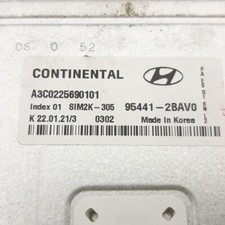 DS 0 52
CONTINENTAL
A3C0225690101
Index 01 SIM2K-305
95441-2BAV0
K 22.01.21/3 0302 Made in Korea